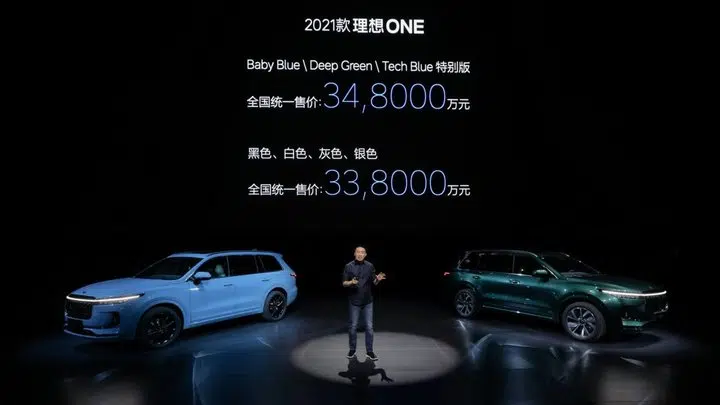 2021款 理想ONE
Baby Blue \ Deep Green \ Tech Blue 特别版
全国统一售价:34,8000万元
黑色、白色、灰色、银色
全国统一售价:33,8000万元